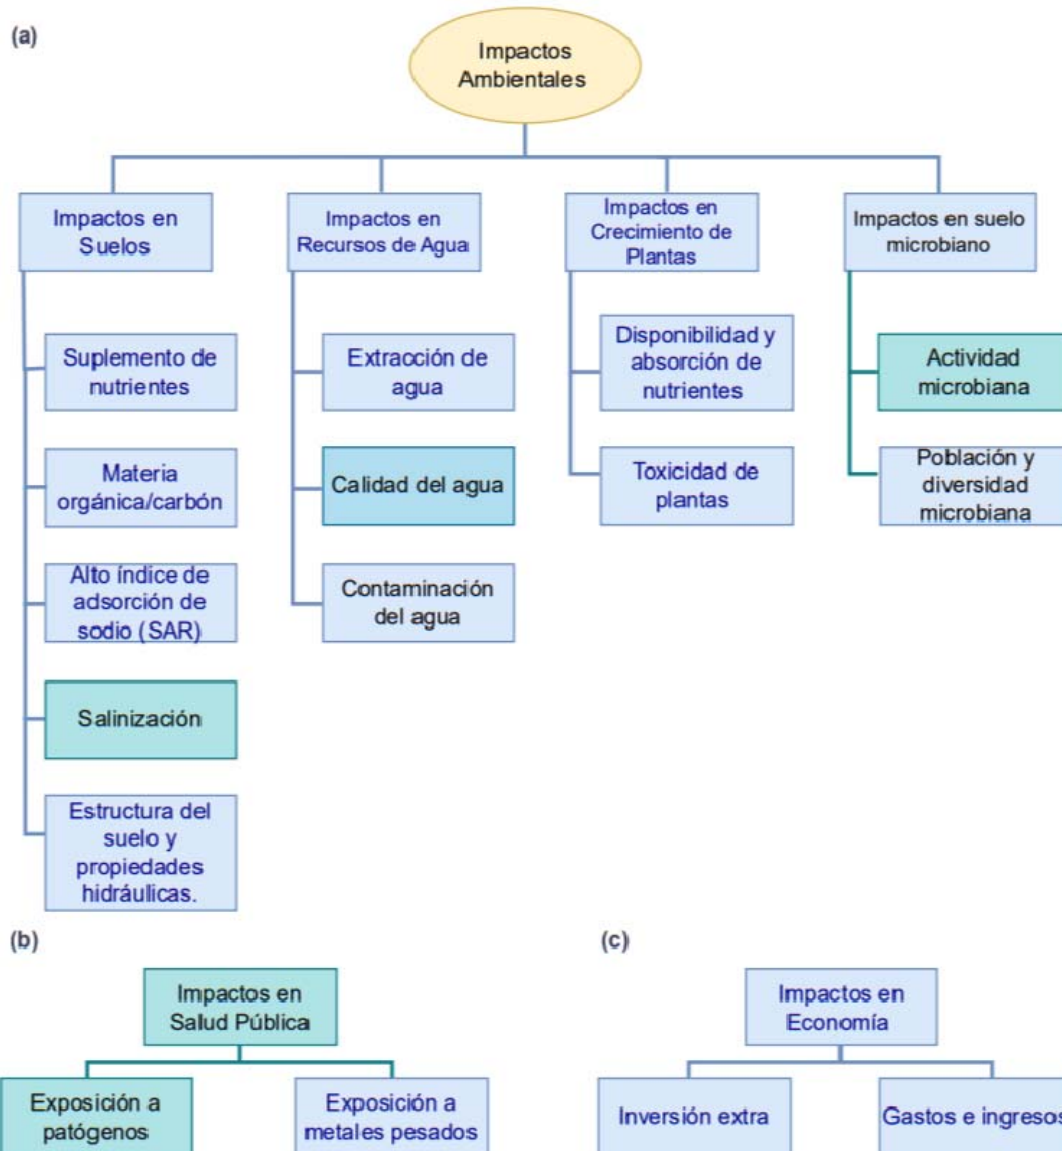 (a)
Impactos
Ambientales
Impactos en
Suelos
Impactos en
Recursos de Agua
Impactos en
Crecimiento de
Plantas
Impactos en suelo
microbiano
Suplemento de
nutrientes
Extracción de
agua
Disponibilidad y
absorción de
nutrientes
Actividad
microbiana
Materia
orgánica/carbón
Calidad del agua
Toxicidad de
plantas
Población y
diversidad
microbiana
Alto índice de
adsorción de
sodio (SAR)
Contaminación
del agua
Salinización
Estructura del
suelo y
propiedades
hidráulicas.
(b)
Impactos en
Salud Pública
Exposición a
patógenos
Exposición a
metales pesados
(c)
Impactos en
Economía
Inversión extra
Gastos e ingresos